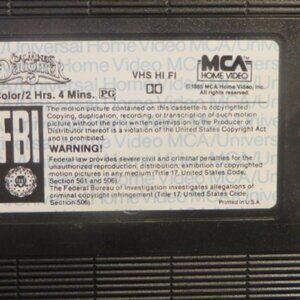 Color/2 Hrs. 4 Mins. PG
VHS HI FI
MCA
HOME VIDEO
©1985 MCA Home Video, Inc.
All rights reserved.
The motion picture contained on this cassette is copyrighted
Copying, duplication, recording, or transcription of such motion
picture without the prior written permission to the Producer or
Distributor thereof is a violation of the United States Copyright Act
and is prohibited.
FBI
WARNING!
Federal law provides severe civil and criminal penalties for the
unauthorized reproduction, distribution, exhibition of copyrighted
motion pictures in any medium (Title 17, United States Code,
Section 501 and 506).
The Federal Bureau of Investigation investigates allegations of
criminal copyright infringement (Title 17, United States Code,
Section 506).
Printed in U.S.A.
MCA/Universal Home Video